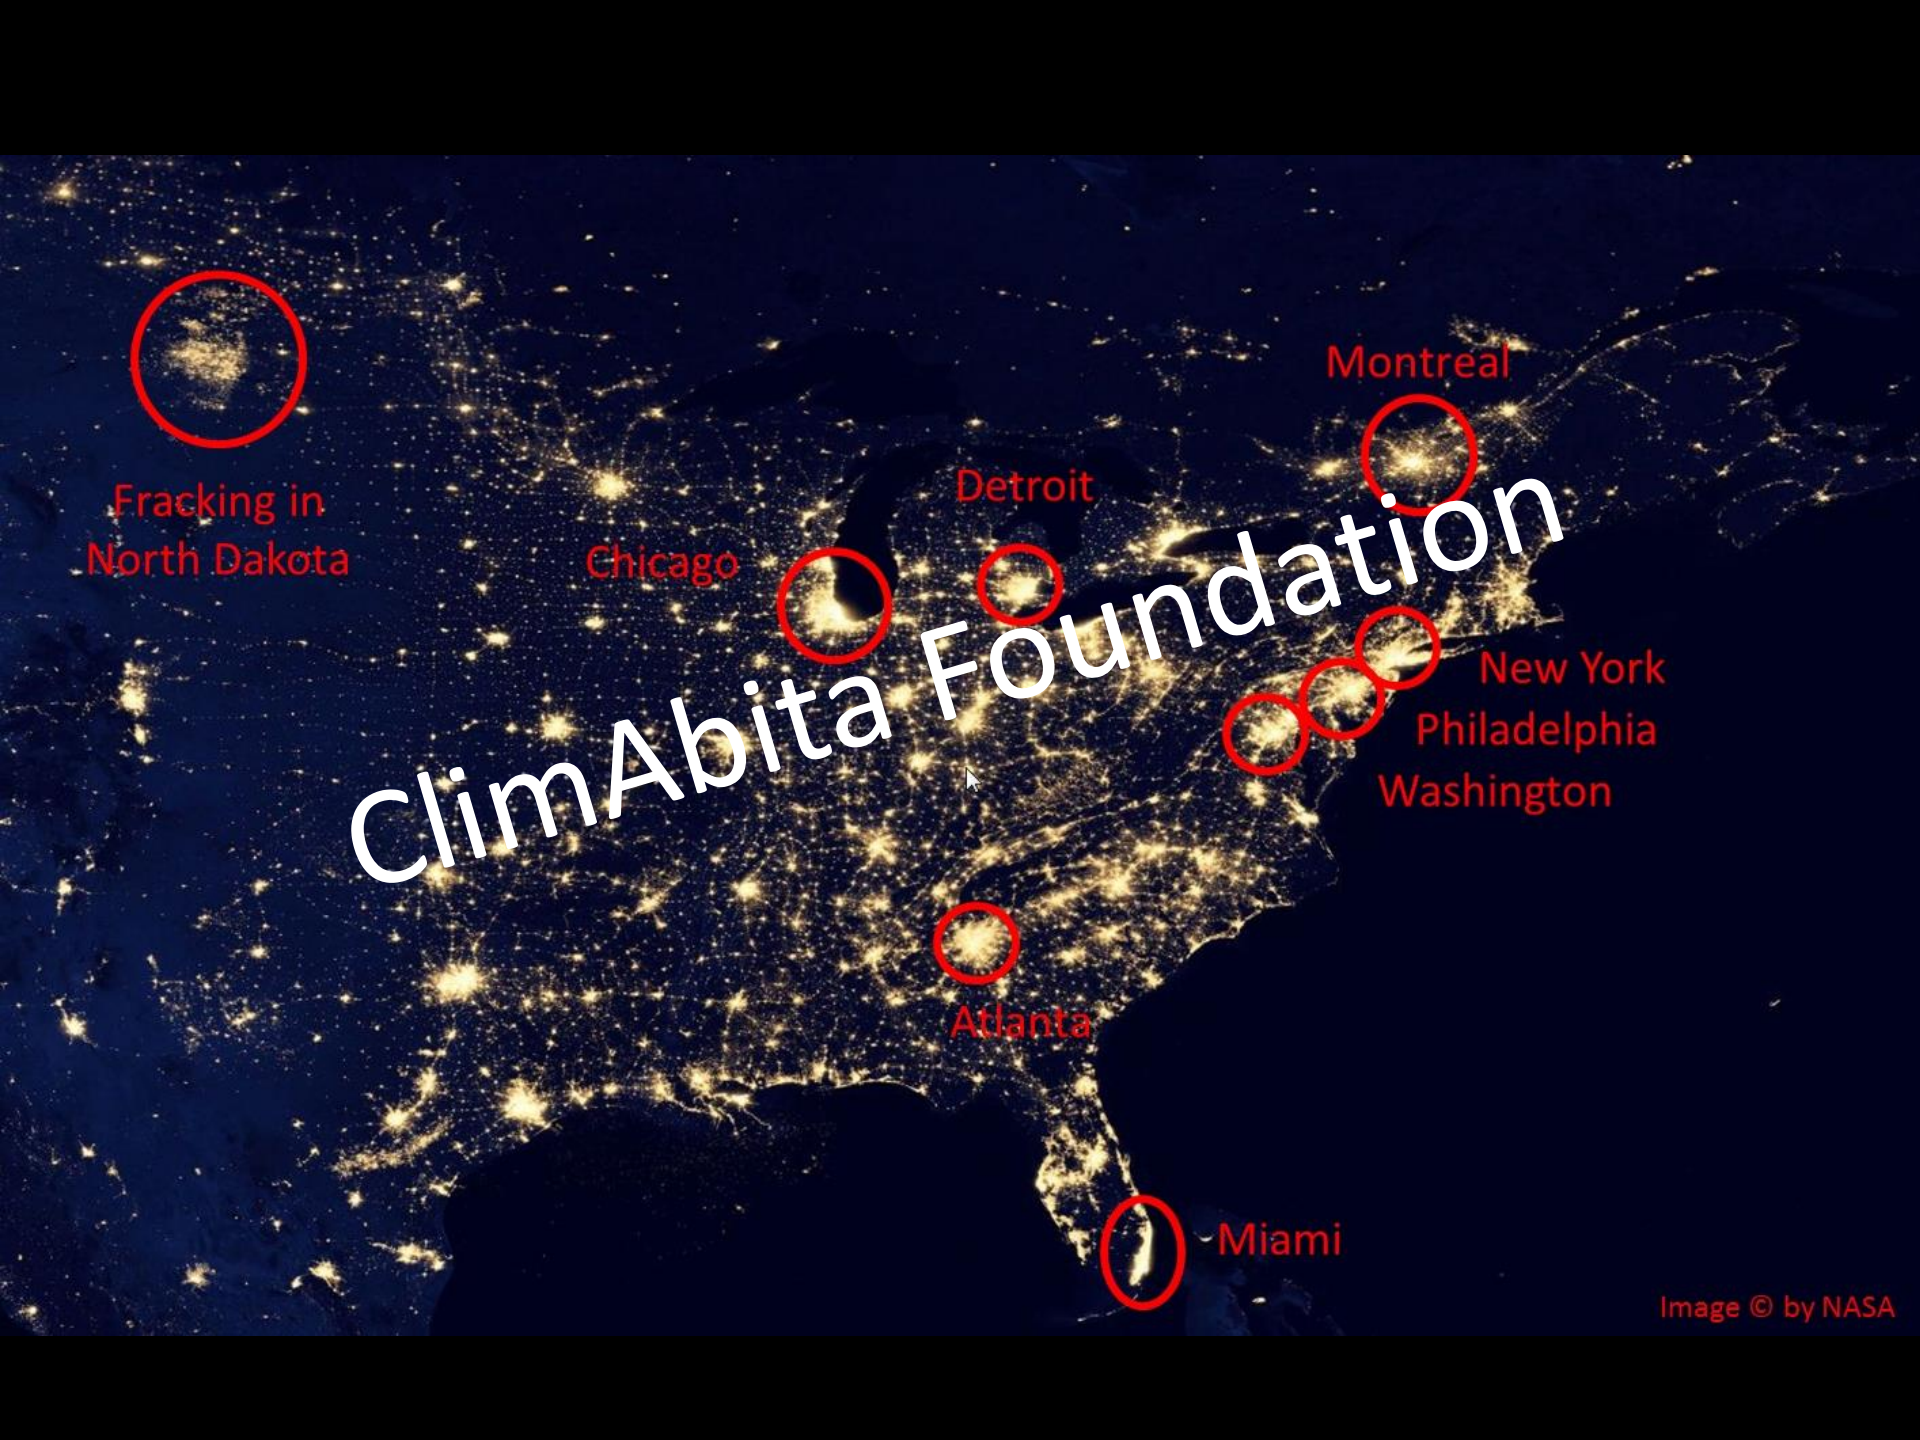 Montreal
Detroit
Fracking in
North Dakota
Chicago
ClimAbita Foundation
New York
Philadelphia
Washington
Atlanta
Miami
Image © by NASA